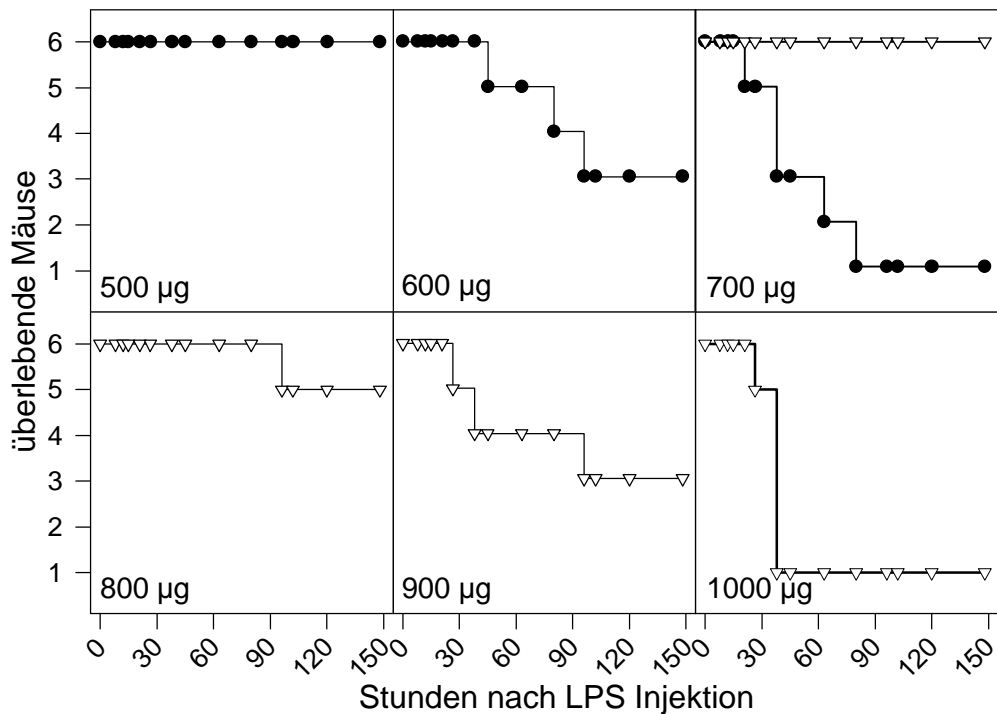 überlebende Mäuse
6
5
4
3
2
1
500 µg
600 µg
700 µg
6
5
4
3
2
1
800 µg
900 µg
1000 µg
0 30 60 90 120 150 0 30 60 90 120 150 0 30 60 90 120 150
Stunden nach LPS Injektion